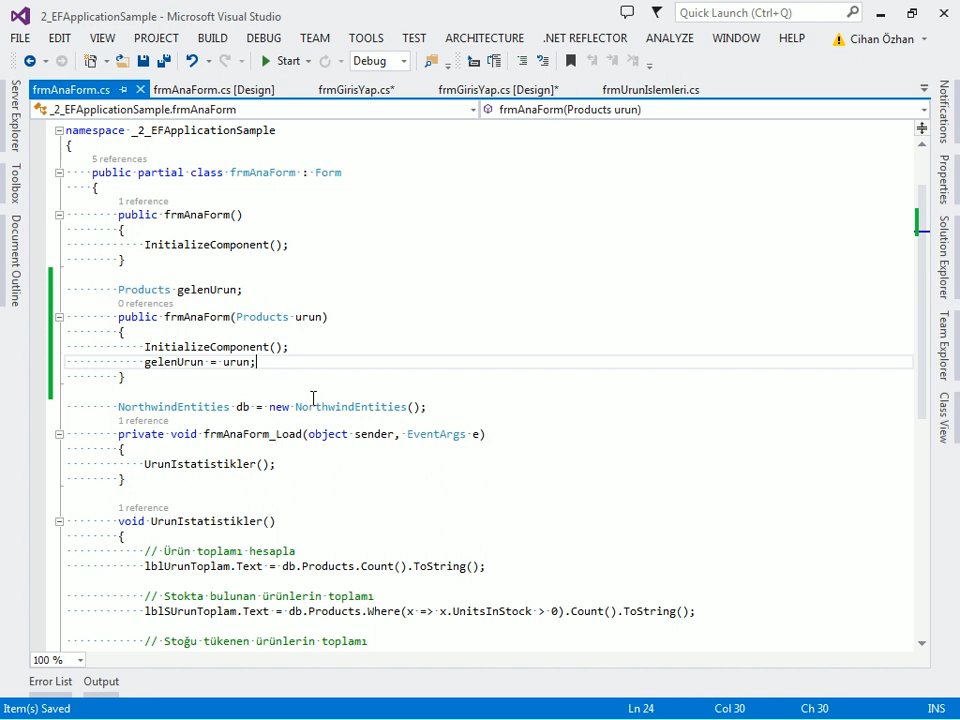 2_EFApplicationSample - Microsoft Visual Studio
Quick Launch (Ctrl+Q)
FILE EDIT VIEW PROJECT BUILD DEBUG TEAM TOOLS TEST ARCHITECTURE .NET REFLECTOR ANALYZE WINDOW HELP Cihan Özhan
Start Debug
frmAnaForm.cs frmAnaForm.cs [Design] frmGirisYap.cs* frmGirisYap.cs [Design]* frmUrunIslemleri.cs
_2_EFApplicationSample.frmAnaForm frmAnaForm(Products urun)
Server Explorer
Toolbox
Document Outline
namespace _2_EFApplicationSample
{
5 references
public partial class frmAnaForm : Form
{
1 reference
public frmAnaForm()
{
InitializeComponent();
}
Products gelenUrun;
0 references
public frmAnaForm(Products urun)
{
InitializeComponent();
gelenUrun = urun;
}
NorthwindEntities db = new NorthwindEntities();
1 reference
private void frmAnaForm_Load(object sender, EventArgs e)
{
UrunIstatistikler();
}
1 reference
void UrunIstatistikler()
{
// Ürün toplamı hesapla
lblUrunToplam.Text = db.Products.Count().ToString();
// Stokta bulunan ürünlerin toplamı
lblSUrunToplam.Text = db.Products.Where(x => x.UnitsInStock > 0).Count().ToString();
// Stoğu tükenen ürünlerin toplamı
Notifications
Properties
Solution Explorer
Team Explorer
Class View
100 %
Error List Output
Item(s) Saved Ln 24 Col 30 Ch 30 INS